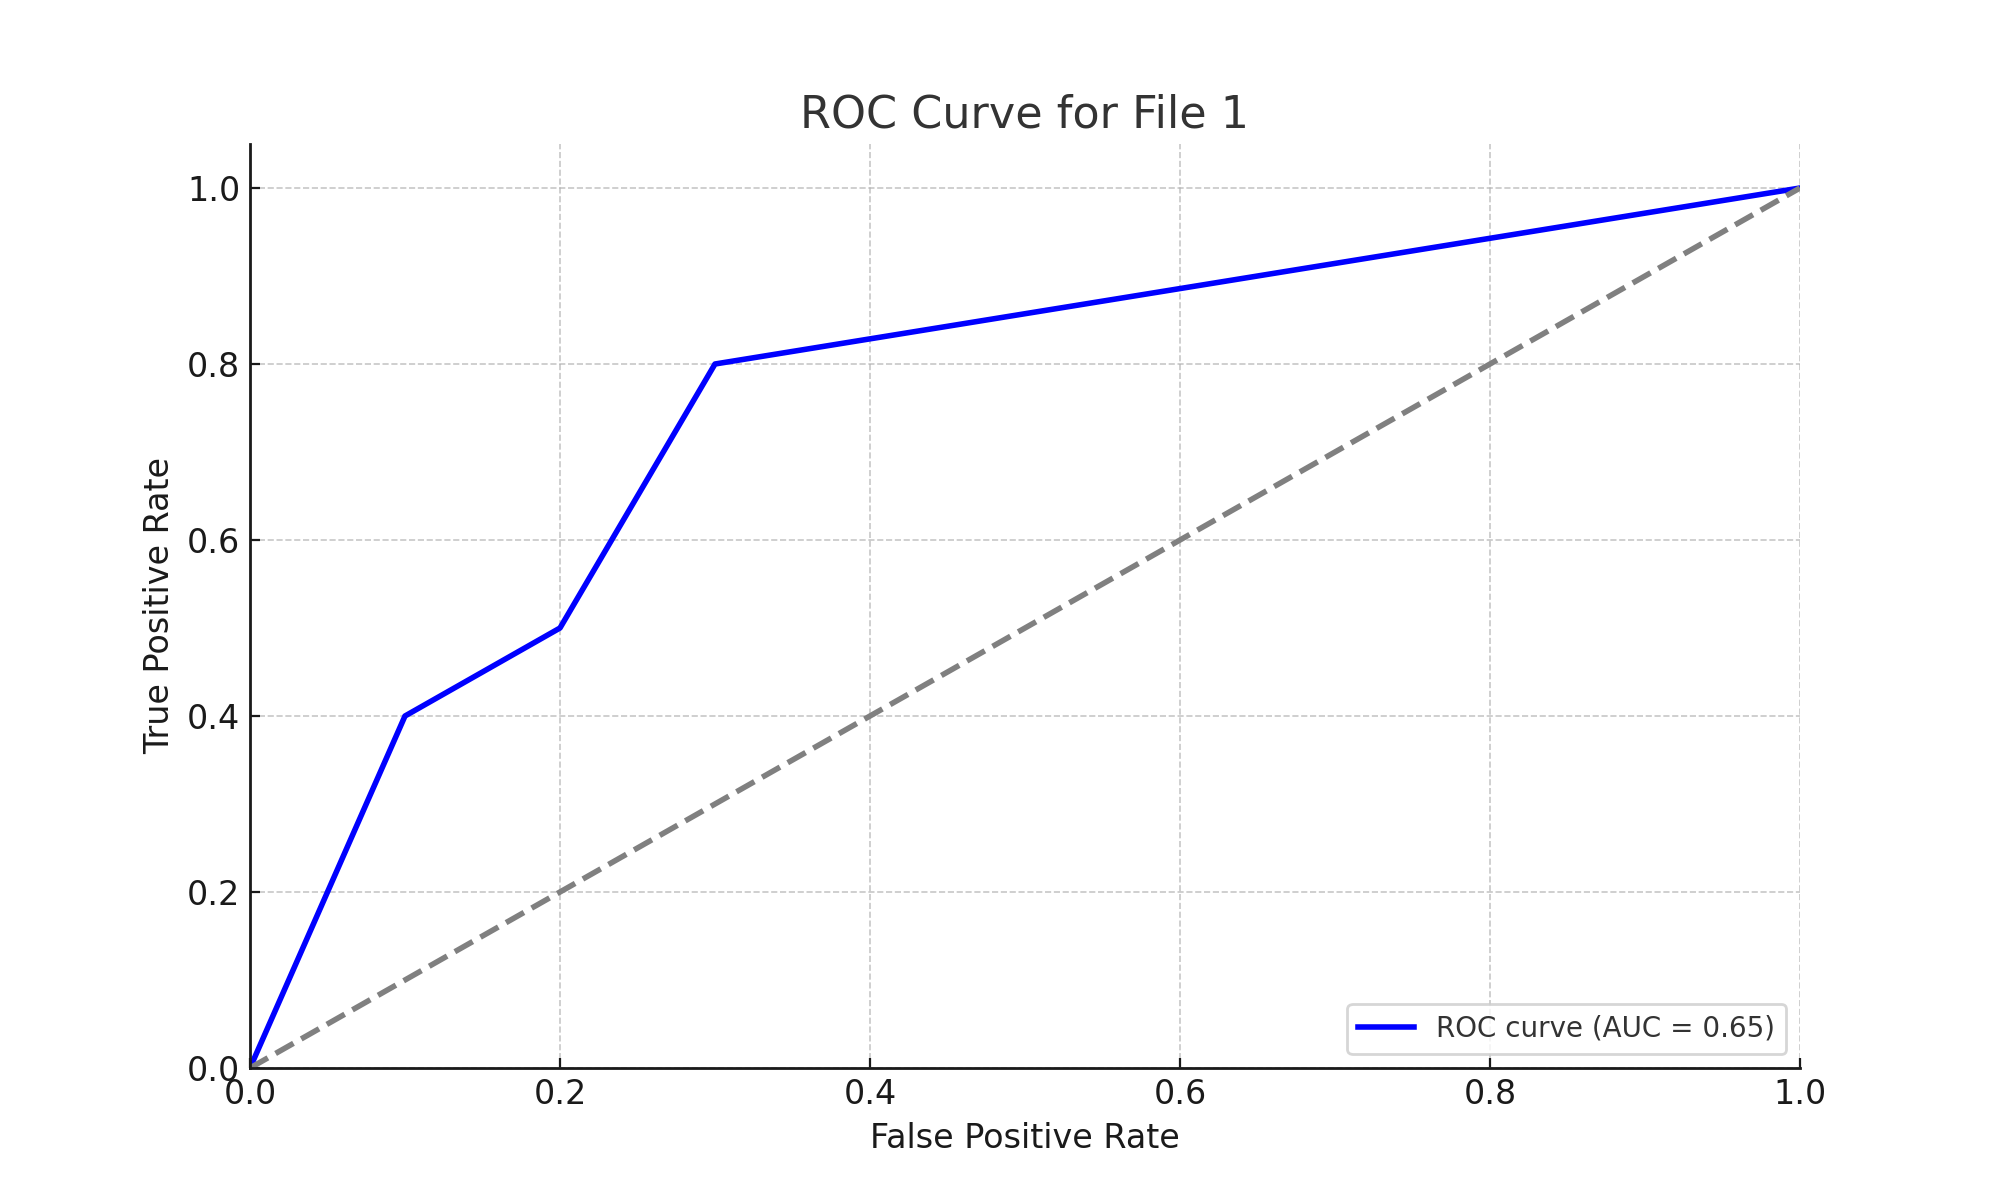 ROC Curve for File 1
True Positive Rate
1.0
0.8
0.6
0.4
0.2
0.0
0.0 0.2 0.4 0.6 0.8 1.0
False Positive Rate
ROC curve (AUC = 0.65)